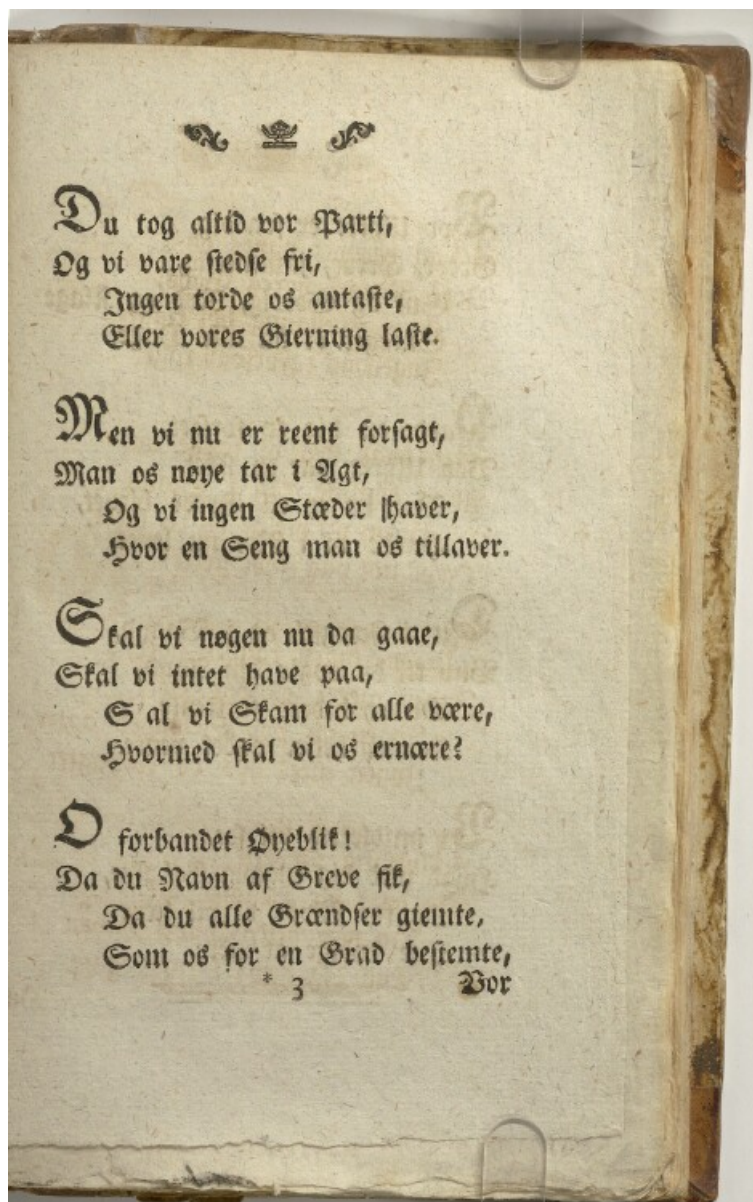 Du tog altid vor Parti,
Og vi vare stedse fri,
Ingen torde os antaste,
Eller vores Gierning laste.
Men vi nu er reent forsagt,
Man os nøye tar i Agt,
Og vi ingen Stæder haver,
Hvor en Seng man os tillaver.
Skal vi nøgen nu da gaae,
Skal vi intet have paa,
S al vi Skam for alle være,
Hvormed skal vi os ernære?
O forbandet Øyeblik!
Da du Navn af Greve fik,
Da du alle Grændser giemte,
Som os for en Grad bestemte,
* 3 Vor